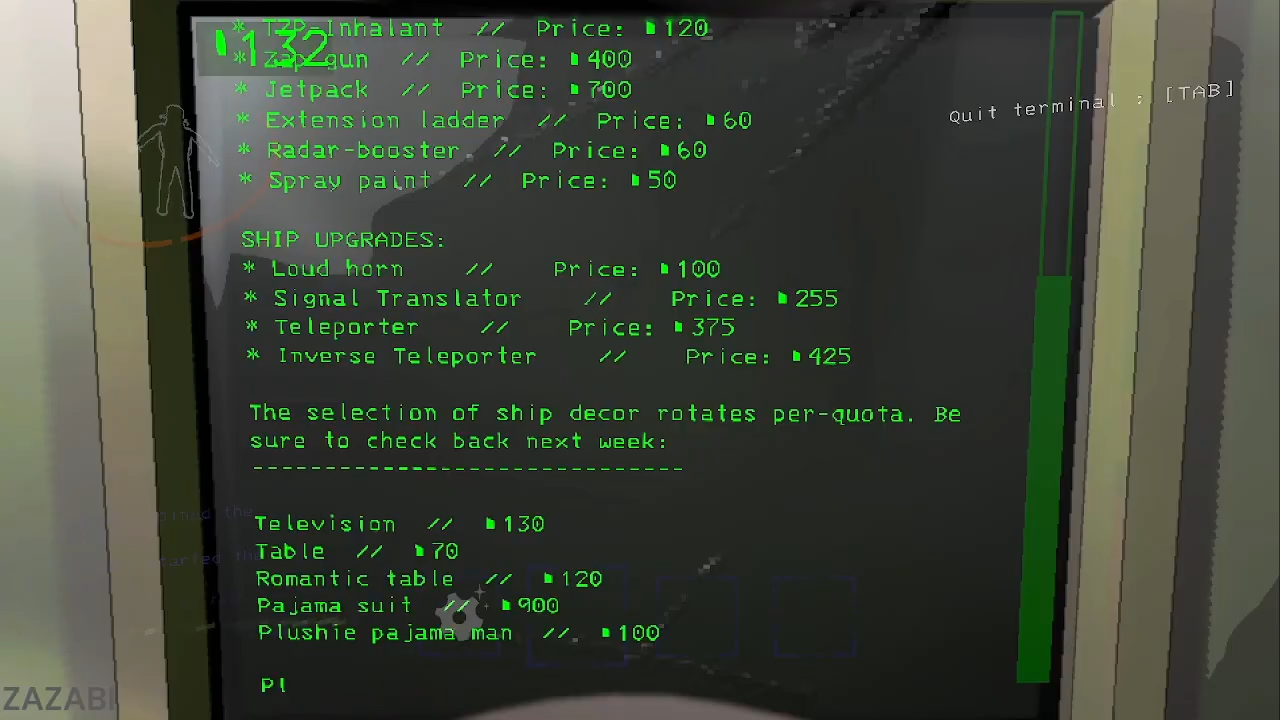 * TZP-Inhalant // Price: ▮120
▮132
* Zap gun // Price: ▮400
* Jetpack // Price: ▮700
Quit terminal : [TAB]
* Extension ladder // Price: ▮60
* Radar-booster // Price: ▮60
* Spray paint // Price: ▮50
SHIP UPGRADES:
* Loud horn // Price: ▮100
* Signal Translator // Price: ▮255
* Teleporter // Price: ▮375
* Inverse Teleporter // Price: ▮425
The selection of ship decor rotates per-quota. Be
sure to check back next week:
------------------------------
Television // ▮130
Table // ▮70
Romantic table // ▮120
Pajama suit // ▮900
Plushie pajama man // ▮100
Pl
ZAZABI